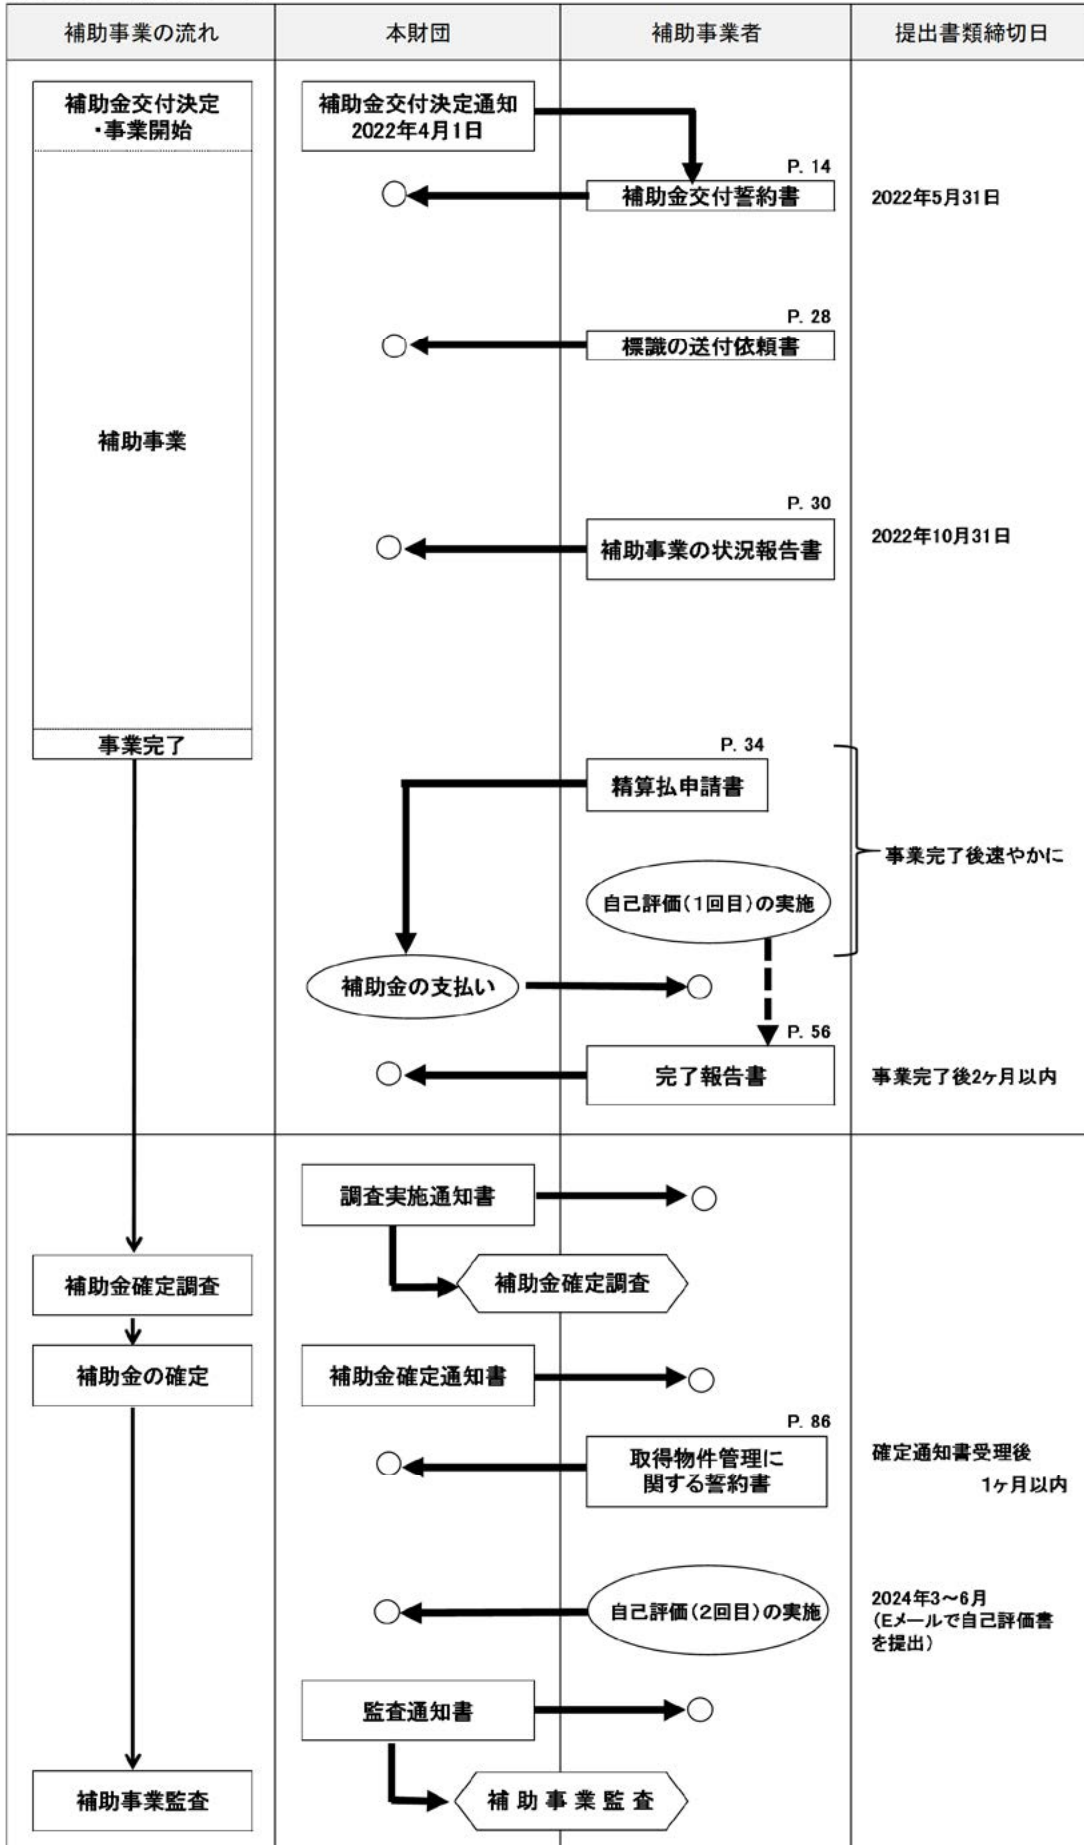 補助事業の流れ
本財団
補助事業者
提出書類締切日
補助金交付決定
・事業開始
補助金交付決定通知
2022年4月1日
P. 14
補助金交付誓約書
2022年5月31日
P. 28
標識の送付依頼書
補助事業
P. 30
補助事業の状況報告書
2022年10月31日
事業完了
P. 34
精算払申請書
事業完了後速やかに
自己評価(1回目)の実施
補助金の支払い
P. 56
完了報告書
事業完了後2ヶ月以内
調査実施通知書
補助金確定調査
補助金確定調査
補助金の確定
補助金確定通知書
P. 86
取得物件管理に
関する誓約書
確定通知書受理後
1ヶ月以内
自己評価(2回目)の実施
2024年3～6月
(Eメールで自己評価書
を提出)
監査通知書
補助事業監査
補 助 事 業 監 査